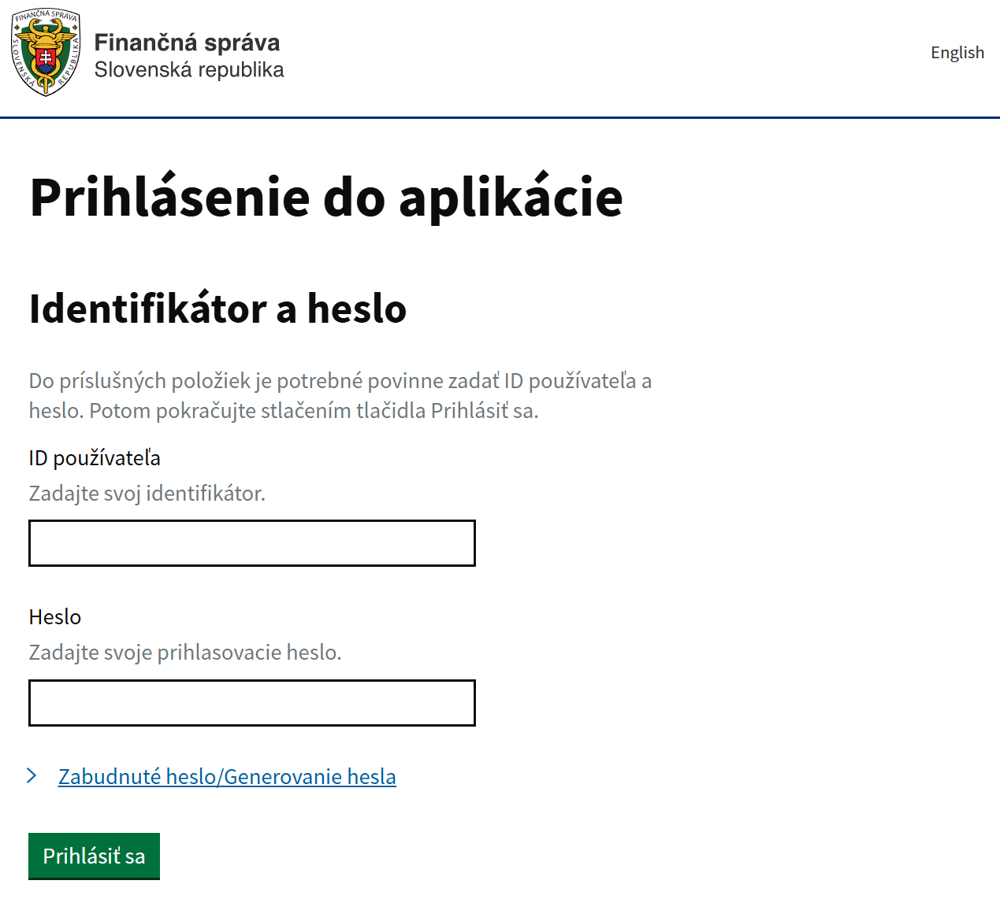 FINANČNÁ SPRÁVA
SLOVENSKÁ REPUBLIKA
Finančná správa
Slovenská republika
English
Prihlásenie do aplikácie
Identifikátor a heslo
Do príslušných položiek je potrebné povinne zadať ID používateľa a
heslo. Potom pokračujte stlačením tlačidla Prihlásiť sa.
ID používateľa
Zadajte svoj identifikátor.
Heslo
Zadajte svoje prihlasovacie heslo.
Zabudnuté heslo/Generovanie hesla
Prihlásiť sa